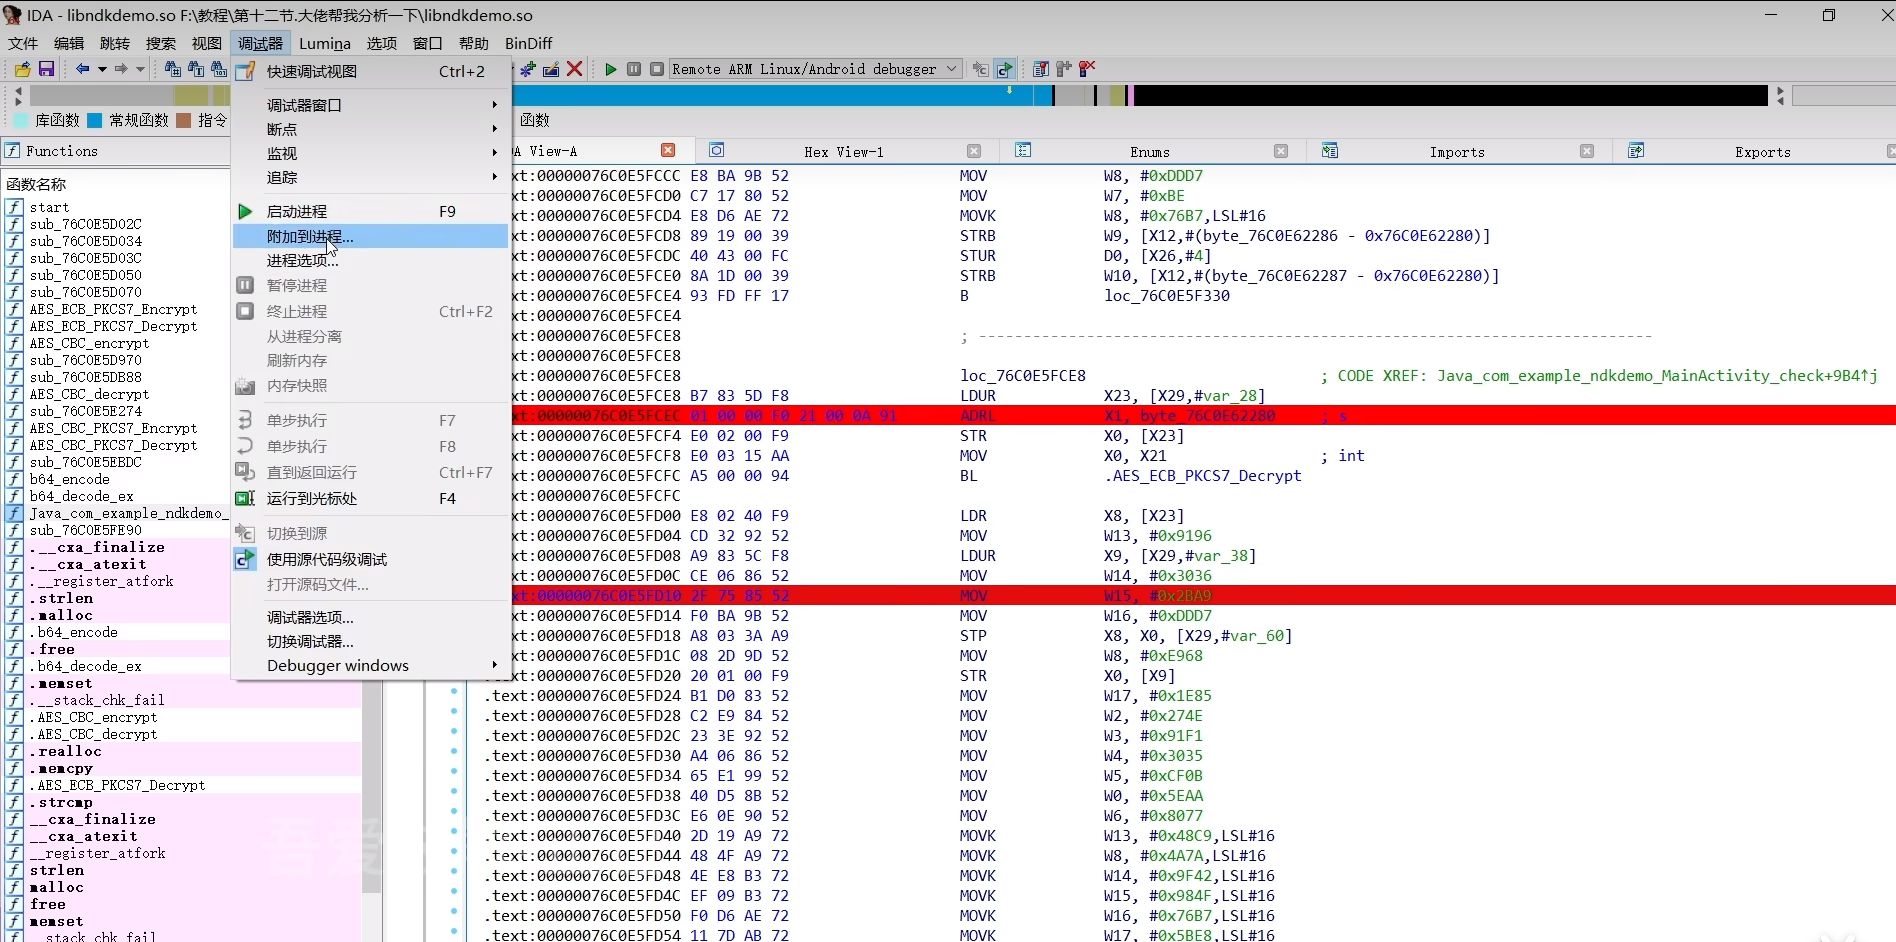 IDA - libndkdemo.so F:\教程\第十二节.大佬帮我分析一下\libndkdemo.so
文件 编辑 跳转 搜索 视图 调试器 Lumina 选项 窗口 帮助 BinDiff
Remote ARM Linux/Android debugger
库函数 常规函数 指令 函数
Functions
IDA View-A Hex View-1 Enums Imports Exports
函数名称
start
sub_76C0E5D02C
sub_76C0E5D034
sub_76C0E5D03C
sub_76C0E5D050
sub_76C0E5D070
AES_ECB_PKCS7_Encrypt
AES_ECB_PKCS7_Decrypt
AES_CBC_encrypt
sub_76C0E5D970
sub_76C0E5DB88
AES_CBC_decrypt
sub_76C0E5E274
AES_CBC_PKCS7_Encrypt
AES_CBC_PKCS7_Decrypt
sub_76C0E5EBDC
b64_encode
b64_decode_ex
Java_com_example_ndkdemo_
sub_76C0E5FE90
.__cxa_finalize
.__cxa_atexit
.__register_atfork
.strlen
.malloc
.b64_encode
.free
.b64_decode_ex
.memset
.__stack_chk_fail
.AES_CBC_encrypt
.AES_CBC_decrypt
.realloc
.memcpy
.AES_ECB_PKCS7_Decrypt
.strcmp
__cxa_finalize
__cxa_atexit
__register_atfork
strlen
malloc
free
memset
__stack_chk_fail
快速调试视图 Ctrl+2
调试器窗口
断点
监视
追踪
启动进程 F9
附加到进程...
进程选项...
暂停进程
终止进程 Ctrl+F2
从进程分离
刷新内存
内存快照
单步执行 F7
单步执行 F8
直到返回运行 Ctrl+F7
运行到光标处 F4
切换到源
使用源代码级调试
打开源码文件...
调试器选项...
切换调试器...
Debugger windows
xt:00000076C0E5FCCC E8 BA 9B 52 MOV W8, #0xDDD7
xt:00000076C0E5FCD0 C7 17 80 52 MOV W7, #0xBE
xt:00000076C0E5FCD4 E8 D6 AE 72 MOVK W8, #0x76B7,LSL#16
xt:00000076C0E5FCD8 89 19 00 39 STRB W9, [X12,#(byte_76C0E62286 - 0x76C0E62280)]
xt:00000076C0E5FCDC 40 43 00 FC STUR D0, [X26,#4]
xt:00000076C0E5FCE0 8A 1D 00 39 STRB W10, [X12,#(byte_76C0E62287 - 0x76C0E62280)]
xt:00000076C0E5FCE4 93 FD FF 17 B loc_76C0E5F330
xt:00000076C0E5FCE4
xt:00000076C0E5FCE8 ; ---------------------------------------------------------------------------
xt:00000076C0E5FCE8
xt:00000076C0E5FCE8 loc_76C0E5FCE8 ; CODE XREF: Java_com_example_ndkdemo_MainActivity_check+9B4↑j
xt:00000076C0E5FCE8 B7 83 5D F8 LDUR X23, [X29,#var_28]
xt:00000076C0E5FCEC 01 00 00 F0 21 00 0A 91 ADRL X1, byte_76C0E62280 ; s
xt:00000076C0E5FCF4 E0 02 00 F9 STR X0, [X23]
xt:00000076C0E5FCF8 E0 03 15 AA MOV X0, X21 ; int
xt:00000076C0E5FCFC A5 00 00 94 BL .AES_ECB_PKCS7_Decrypt
xt:00000076C0E5FCFC
xt:00000076C0E5FD00 E8 02 40 F9 LDR X8, [X23]
xt:00000076C0E5FD04 CD 32 92 52 MOV W13, #0x9196
xt:00000076C0E5FD08 A9 83 5C F8 LDUR X9, [X29,#var_38]
xt:00000076C0E5FD0C CE 06 86 52 MOV W14, #0x3036
xt:00000076C0E5FD10 2F 75 85 52 MOV W15, #0x2BA9
xt:00000076C0E5FD14 F0 BA 9B 52 MOV W16, #0xDDD7
xt:00000076C0E5FD18 A8 03 3A A9 STP X8, X0, [X29,#var_60]
xt:00000076C0E5FD1C 08 2D 9D 52 MOV W8, #0xE968
xt:00000076C0E5FD20 20 01 00 F9 STR X0, [X9]
.text:00000076C0E5FD24 B1 D0 83 52 MOV W17, #0x1E85
.text:00000076C0E5FD28 C2 E9 84 52 MOV W2, #0x274E
.text:00000076C0E5FD2C 23 3E 92 52 MOV W3, #0x91F1
.text:00000076C0E5FD30 A4 06 86 52 MOV W4, #0x3035
.text:00000076C0E5FD34 65 E1 99 52 MOV W5, #0xCF0B
.text:00000076C0E5FD38 40 D5 8B 52 MOV W0, #0x5EAA
.text:00000076C0E5FD3C E6 0E 90 52 MOV W6, #0x8077
.text:00000076C0E5FD40 2D 19 A9 72 MOVK W13, #0x48C9,LSL#16
.text:00000076C0E5FD44 48 4F A9 72 MOVK W8, #0x4A7A,LSL#16
.text:00000076C0E5FD48 4E E8 B3 72 MOVK W14, #0x9F42,LSL#16
.text:00000076C0E5FD4C EF 09 B3 72 MOVK W15, #0x984F,LSL#16
.text:00000076C0E5FD50 F0 D6 AE 72 MOVK W16, #0x76B7,LSL#16
.text:00000076C0E5FD54 11 7D AB 72 MOVK W17, #0x5BE8,LSL#16
吾爱